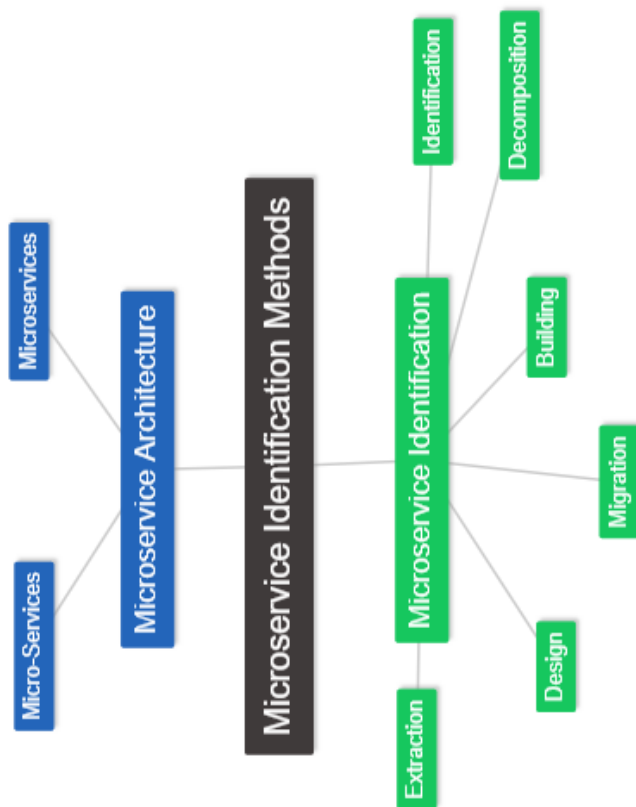 Micro-Services
Microservices
Microservice Architecture
Microservice Identification Methods
Microservice Identification
Extraction
Identification
Design
Building
Decomposition
Migration